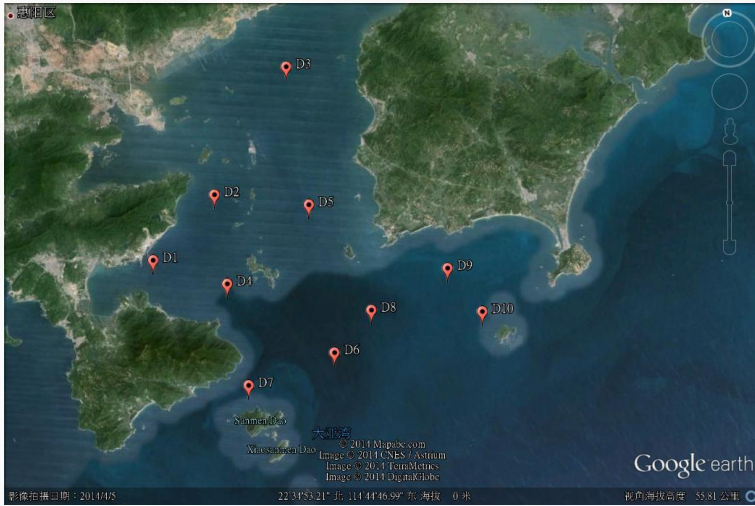 惠阳区
N
D3
D2
D5
D1
D9
D4
D8
D10
D6
D7
Sanmen Dao
大亚湾
Xiaosanmen Dao
© 2014 Mapabc.com
Image © 2014 CNES / Astrium
Image © 2014 TerraMetrics
Image © 2014 DigitalGlobe
Google earth
影像拍摄日期：2014/4/5 22°34'53.21" 北 114°44'46.99" 东 海拔 0 米 视角海拔高度 55.81 公里